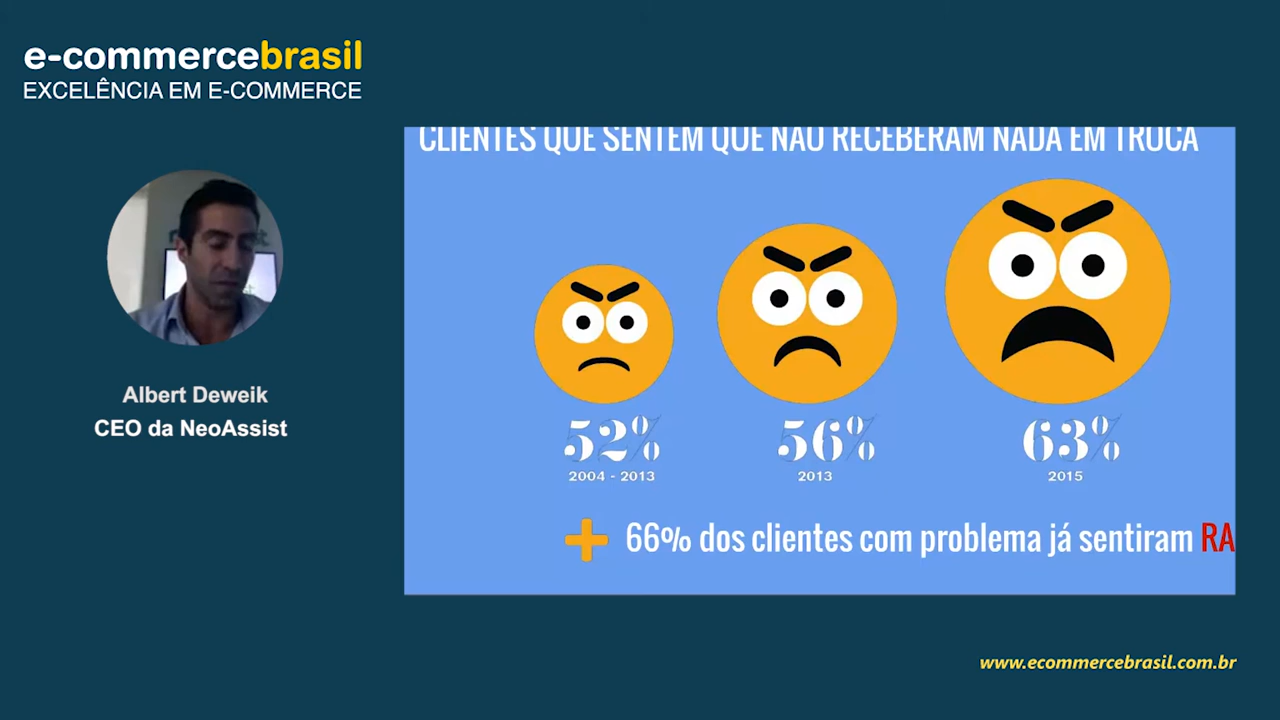 e-commercebrasil
EXCELÊNCIA EM E-COMMERCE
Albert Deweik
CEO da NeoAssist
CLIENTES QUE SENTEM QUE NÃO RECEBERAM NADA EM TROCA
52%
2004 - 2013
56%
2013
63%
2015
+ 66% dos clientes com problema já sentiram RA
www.ecommercebrasil.com.br